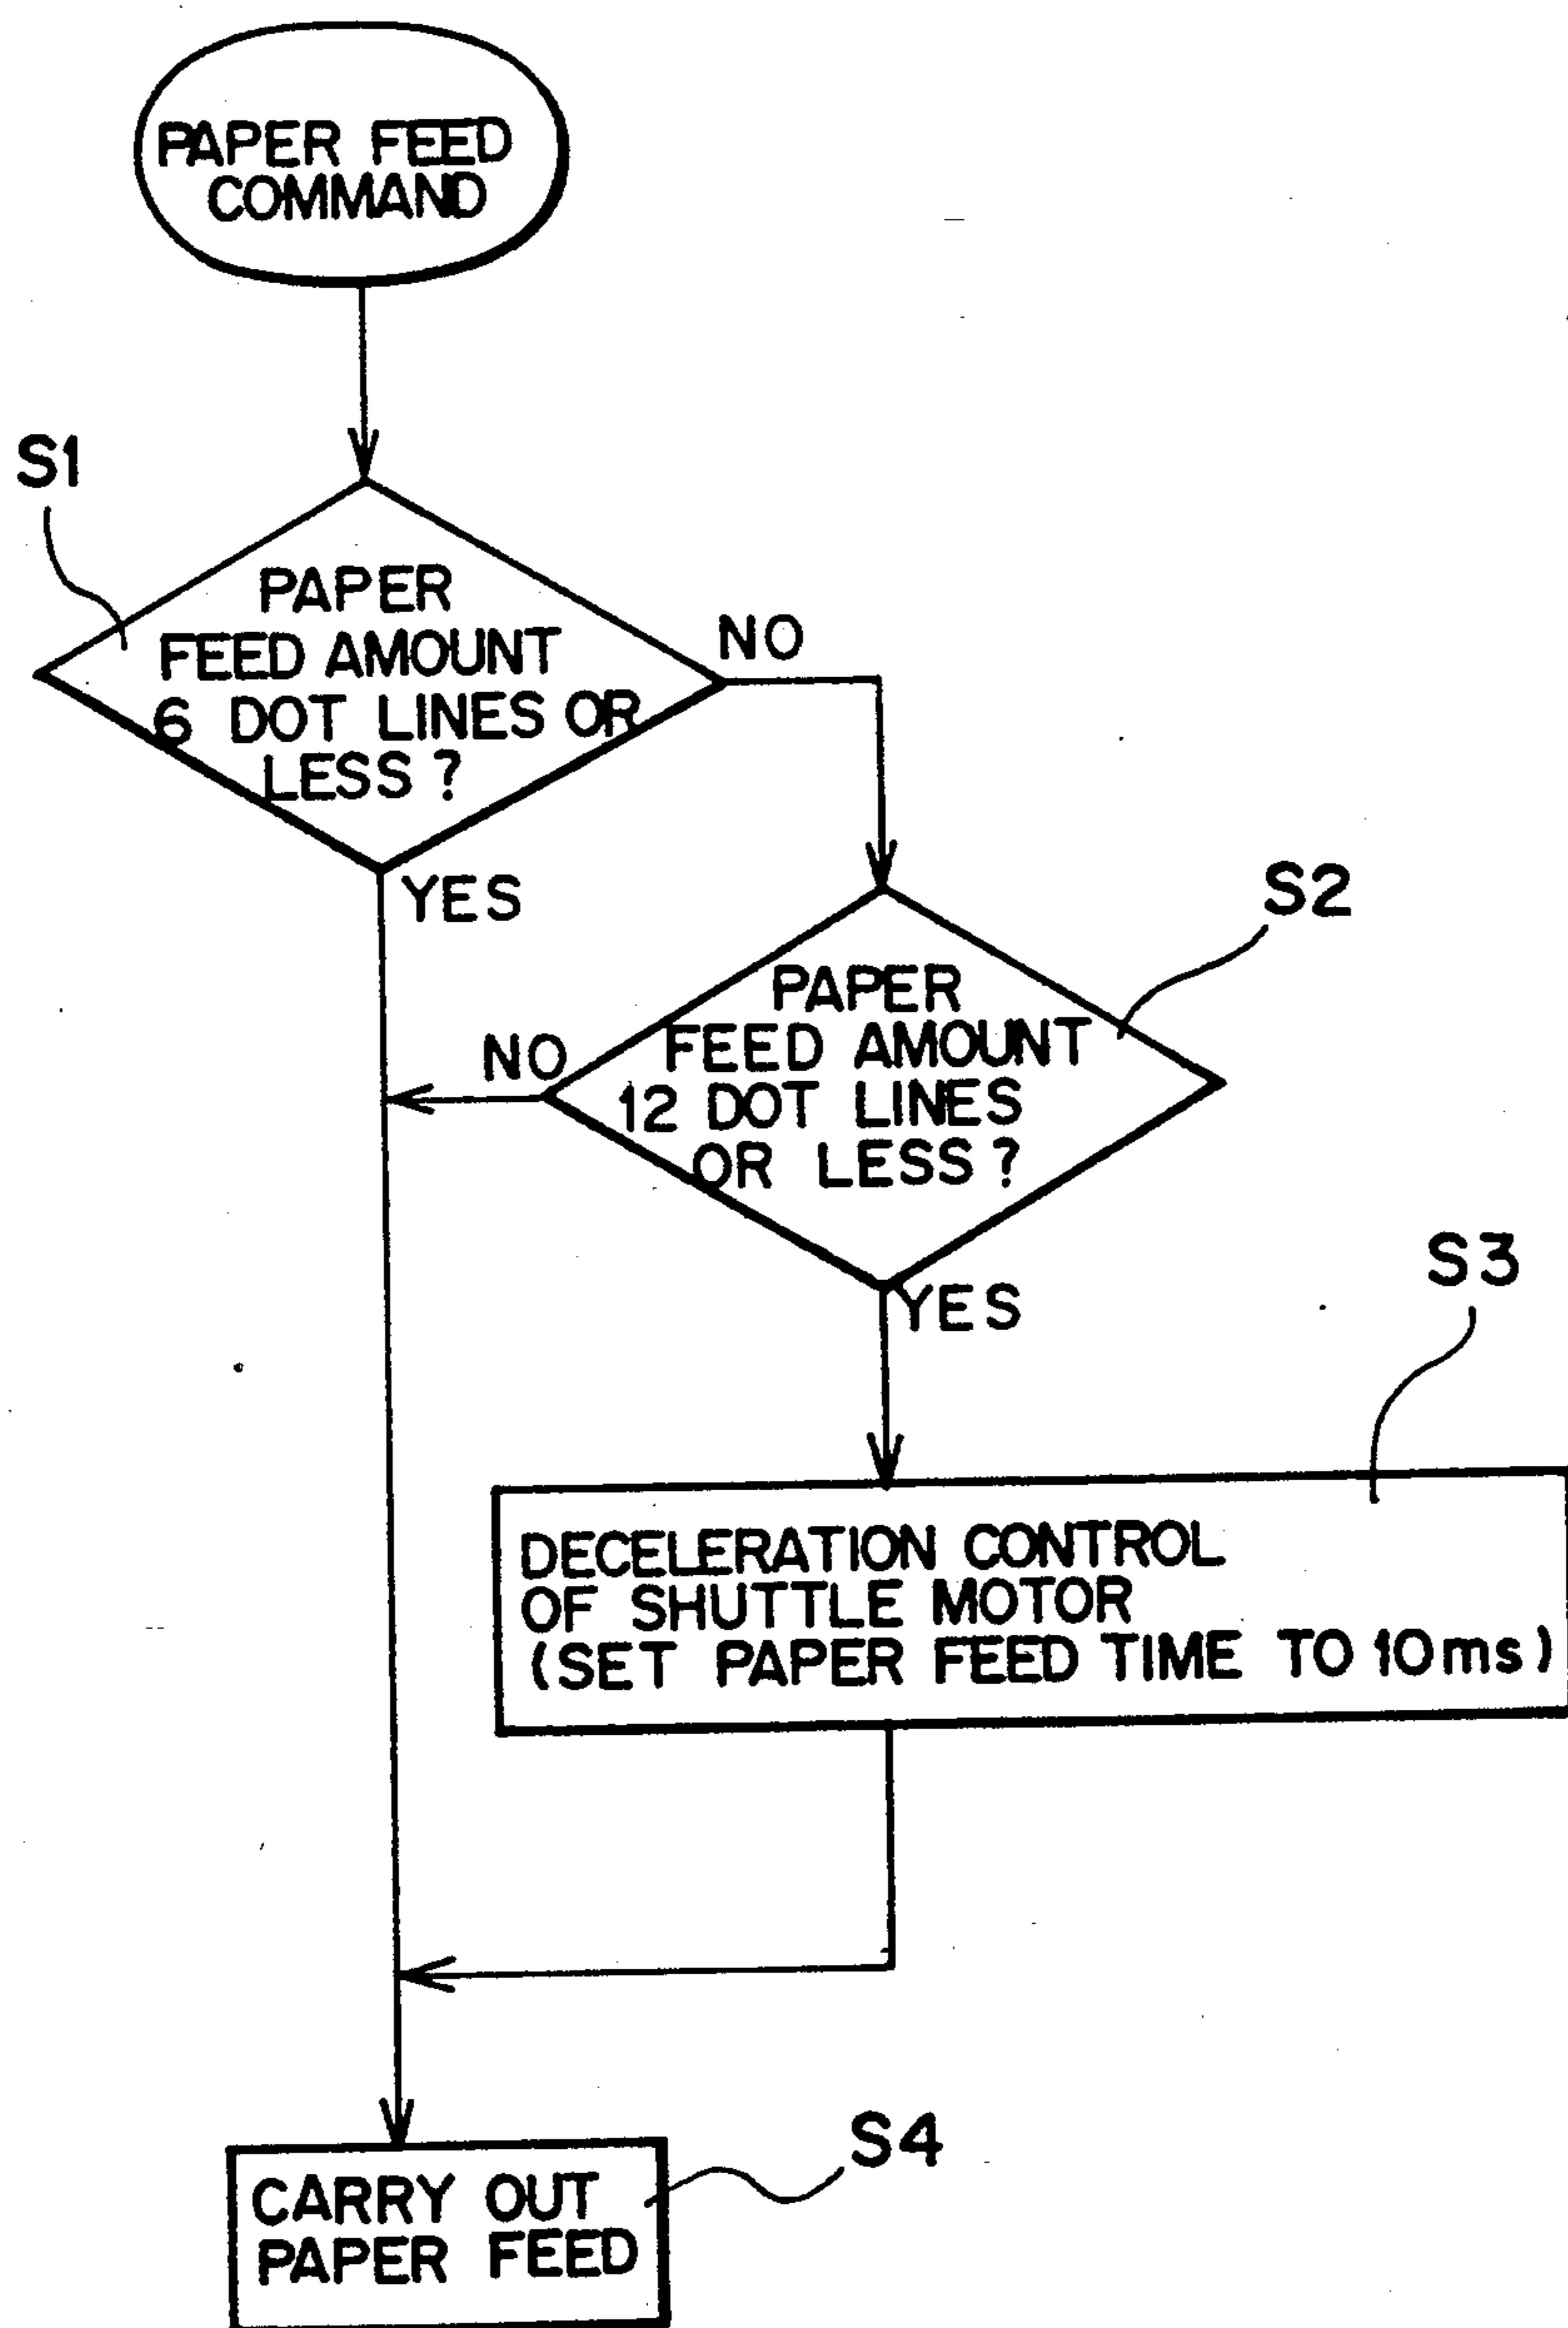 PAPER FEED
COMMAND
S1
PAPER
FEED AMOUNT
6 DOT LINES OR
LESS ?
NO
YES
S2
PAPER
FEED AMOUNT
12 DOT LINES
OR LESS ?
NO
YES
S3
DECELERATION CONTROL
OF SHUTTLE MOTOR
(SET PAPER FEED TIME TO 10ms)
S4
CARRY OUT
PAPER FEED